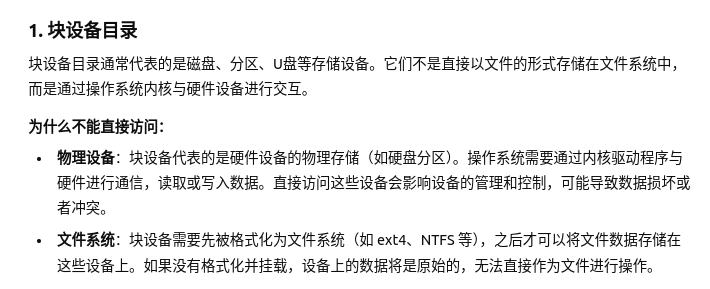 1. 块设备目录
块设备目录通常代表的是磁盘、分区、U盘等存储设备。它们不是直接以文件的形式存储在文件系统中，
而是通过操作系统内核与硬件设备进行交互。
为什么不能直接访问：
• 物理设备：块设备代表的是硬件设备的物理存储（如硬盘分区）。操作系统需要通过内核驱动程序与
硬件进行通信，读取或写入数据。直接访问这些设备会影响设备的管理和控制，可能导致数据损坏或
者冲突。
• 文件系统：块设备需要先被格式化为文件系统（如 ext4、NTFS 等），之后才可以将文件数据存储在
这些设备上。如果没有格式化并挂载，设备上的数据将是原始的，无法直接作为文件进行操作。